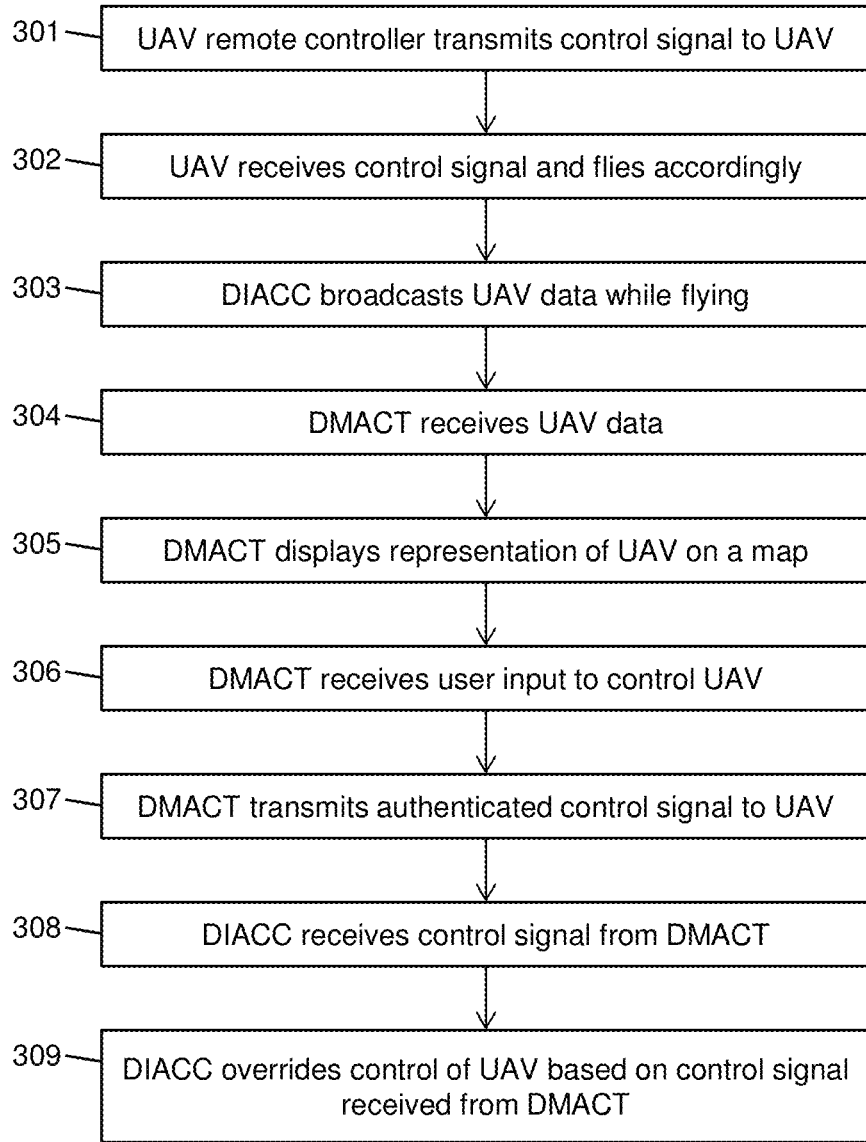 301
UAV remote controller transmits control signal to UAV
302
UAV receives control signal and flies accordingly
303
DIACC broadcasts UAV data while flying
304
DMACT receives UAV data
305
DMACT displays representation of UAV on a map
306
DMACT receives user input to control UAV
307
DMACT transmits authenticated control signal to UAV
308
DIACC receives control signal from DMACT
309
DIACC overrides control of UAV based on control signal
received from DMACT